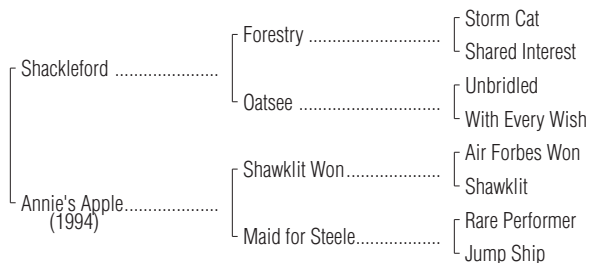 Storm Cat
Forestry ........................................
Shared Interest
Shackleford ......................
Unbridled
Oatsee ...........................................
With Every Wish
Air Forbes Won
Shawklit Won..........................
Shawklit
Annie's Apple....................
(1994)
Rare Performer
Maid for Steele........................
Jump Ship